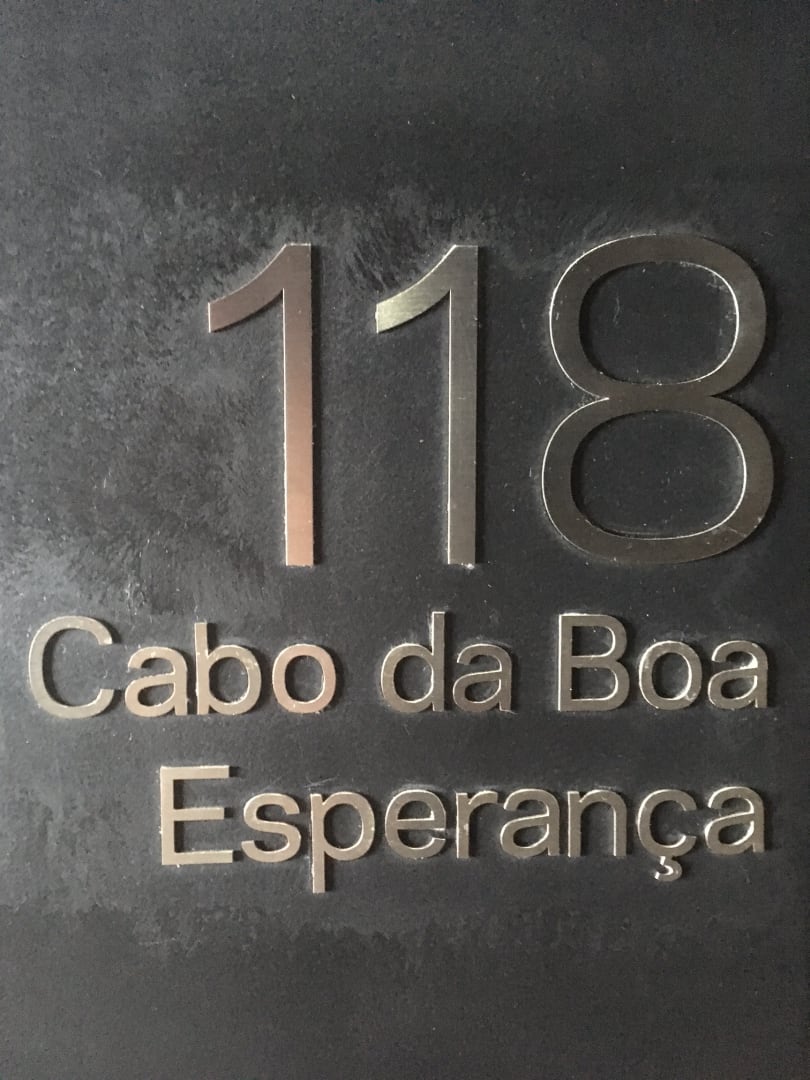 118
Cabo da Boa
Esperança